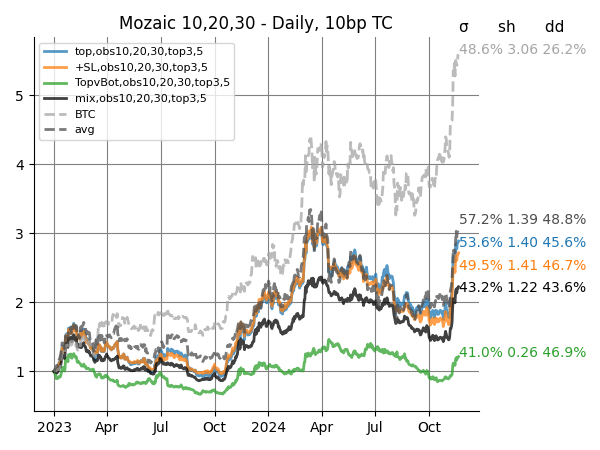 Mozaic 10,20,30 - Daily, 10bp TC
σ sh dd
top,obs10,20,30,top3,5
+SL,obs10,20,30,top3,5
TopvBot,obs10,20,30,top3,5
mix,obs10,20,30,top3,5
BTC
avg
48.6% 3.06 26.2%
57.2% 1.39 48.8%
53.6% 1.40 45.6%
49.5% 1.41 46.7%
43.2% 1.22 43.6%
41.0% 0.26 46.9%
5
4
3
2
1
2023 Apr Jul Oct 2024 Apr Jul Oct